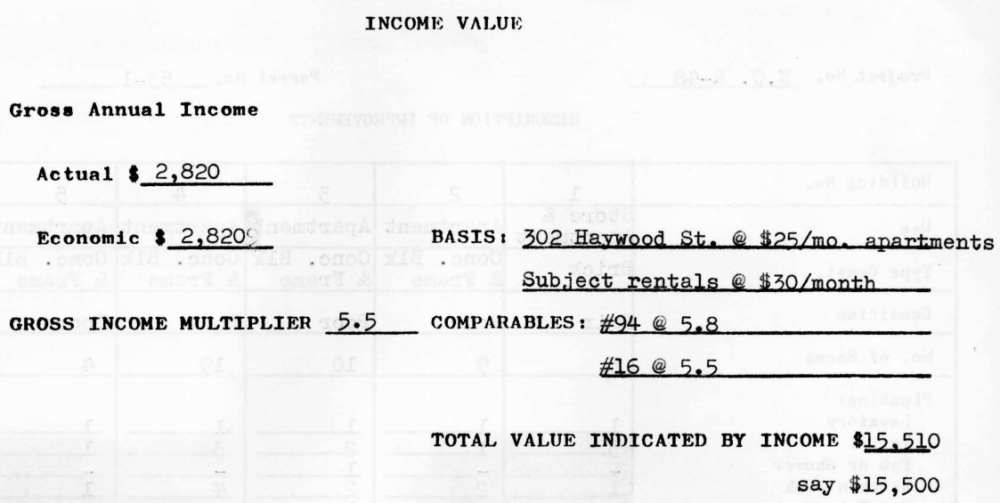 INCOME VALUE
Gross Annual Income
Actual $ 2,820
Economic $ 2,820 BASIS: 302 Haywood St. @ $25/mo. apartments
Subject rentals @ $30/month
GROSS INCOME MULTIPLIER 5.5 COMPARABLES: #94 @ 5.8
#16 @ 5.5
TOTAL VALUE INDICATED BY INCOME $15,510
say $15,500